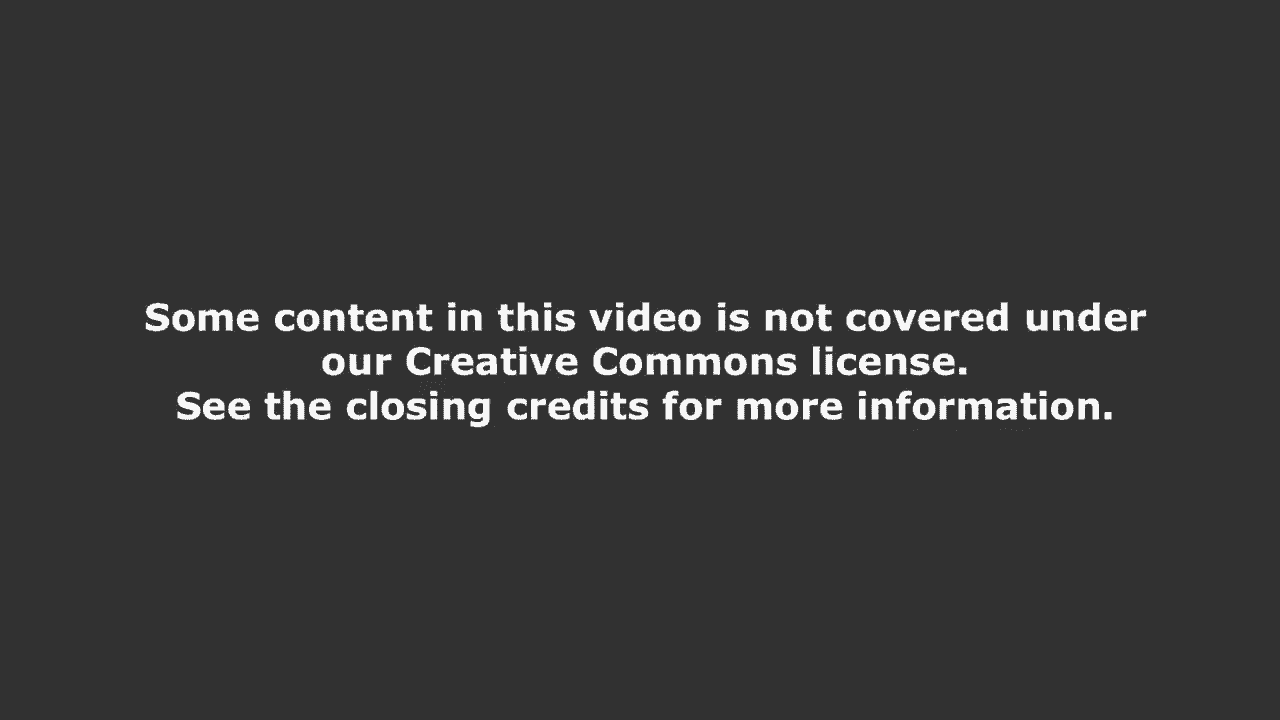 Some content in this video is not covered under
our Creative Commons license.
See the closing credits for more information.